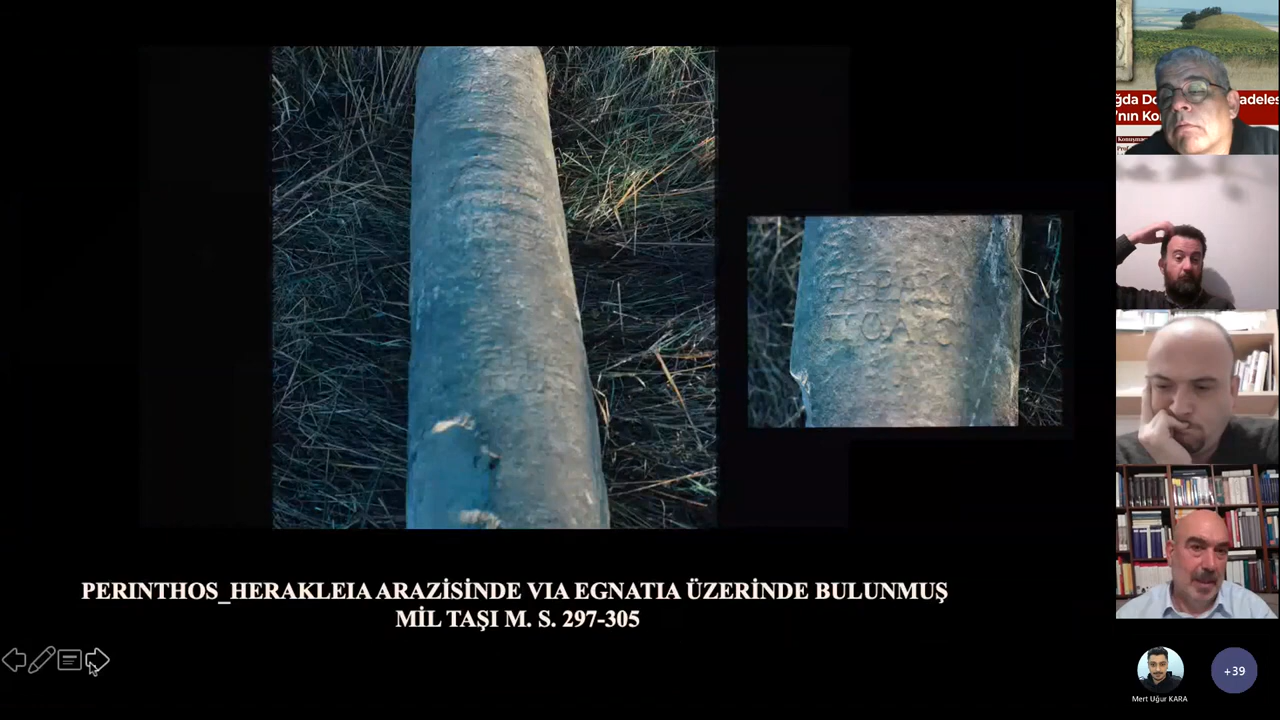 PERINTHOS_HERAKLEIA ARAZİSİNDE VIA EGNATIA ÜZERİNDE BULUNMUŞ
MİL TAŞI M. S. 297-305
Mert Uğur KARA
+39